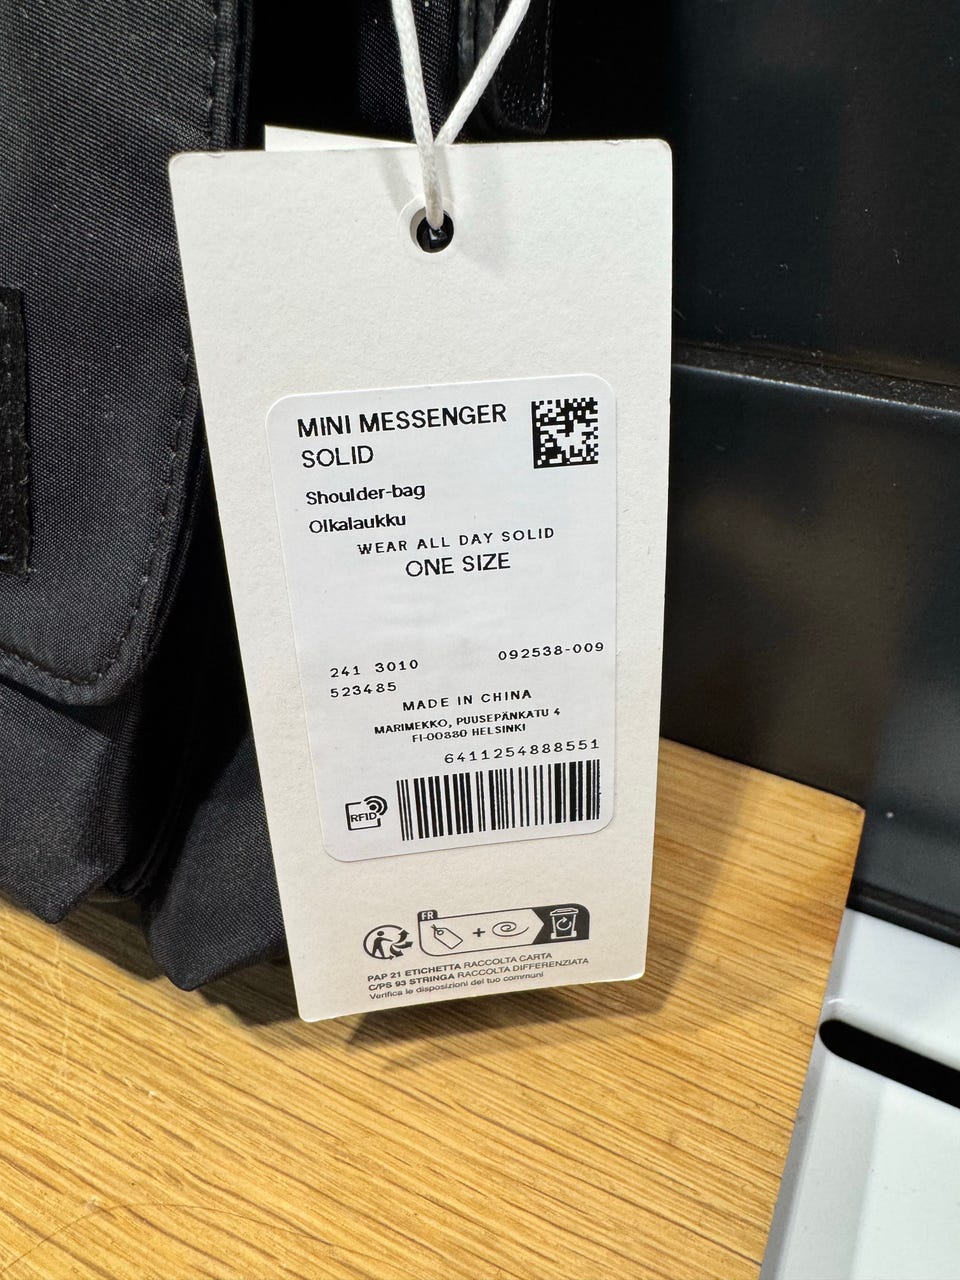 MINI MESSENGER
SOLID
Shoulder-bag
Olkalaukku
WEAR ALL DAY SOLID
ONE SIZE
241 3010
092538-009
523485
MADE IN CHINA
MARIMEKKO, PUUSEPÄNKATU 4
FI-00880 HELSINKI
6411254888551
RFID
FR
PAP 21 ETICHETTA RACCOLTA CARTA
C/PS 93 STRINGA RACCOLTA DIFFERENZIATA
Verifica le disposizioni del tuo communi